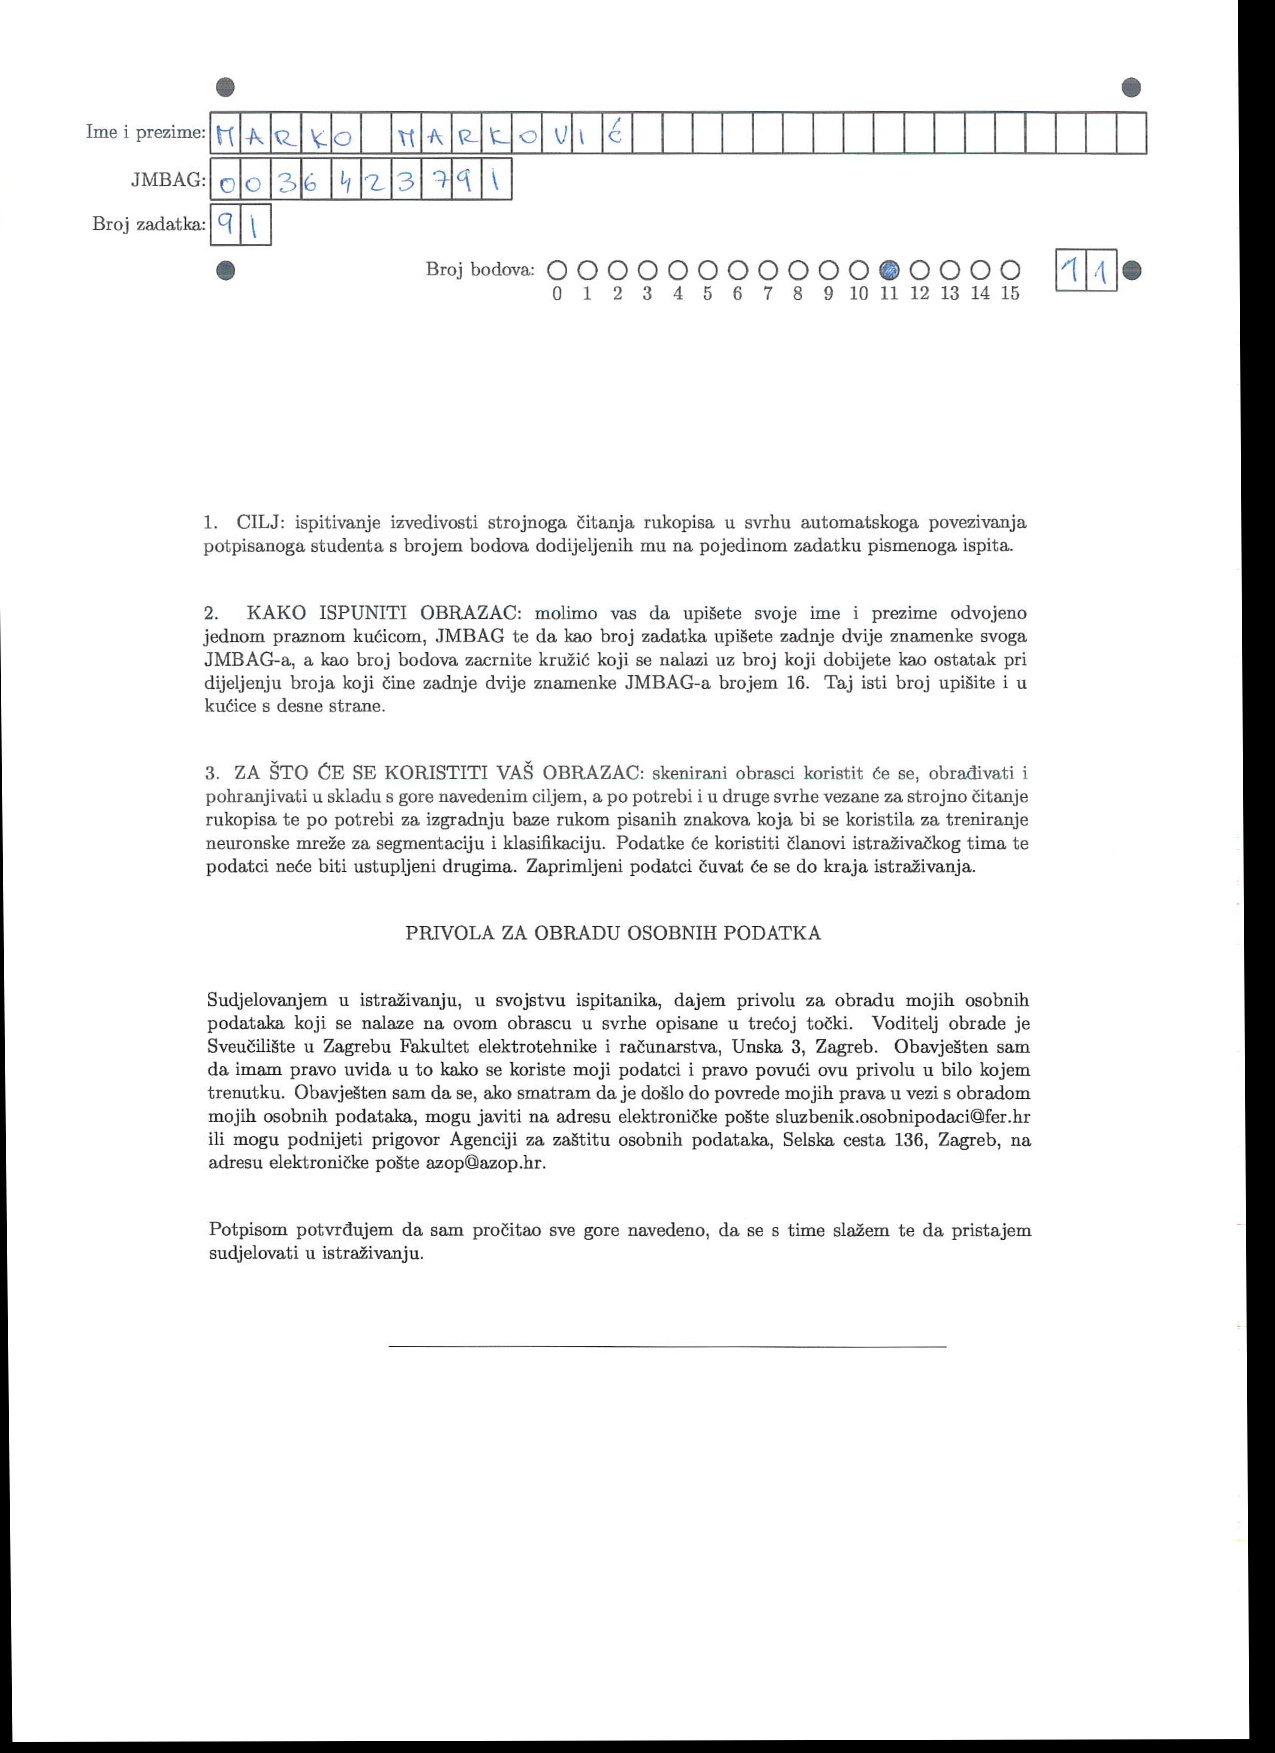 Ime i prezime: MARKO MARKOVIĆ
JMBAG: 0036423791
Broj zadatka: 91
Broj bodova: 11
0 1 2 3 4 5 6 7 8 9 10 11 12 13 14 15
1. CILJ: ispitivanje izvedivosti strojnoga čitanja rukopisa u svrhu automatskoga povezivanja
potpisanoga studenta s brojem bodova dodijeljenih mu na pojedinom zadatku pismenoga ispita.
2. KAKO ISPUNITI OBRAZAC: molimo vas da upišete svoje ime i prezime odvojeno
jednom praznom kućicom, JMBAG te da kao broj zadatka upišete zadnje dvije znamenke svoga
JMBAG-a, a kao broj bodova zacrnite kružić koji se nalazi uz broj koji dobijete kao ostatak pri
dijeljenju broja koji čine zadnje dvije znamenke JMBAG-a brojem 16. Taj isti broj upišite i u
kućice s desne strane.
3. ZA ŠTO ĆE SE KORISTITI VAŠ OBRAZAC: skenirani obrasci koristit će se, obrađivati i
pohranjivati u skladu s gore navedenim ciljem, a po potrebi i u druge svrhe vezane za strojno čitanje
rukopisa te po potrebi za izgradnju baze rukom pisanih znakova koja bi se koristila za treniranje
neuronske mreže za segmentaciju i klasifikaciju. Podatke će koristiti članovi istraživačkog tima te
podatci neće biti ustupljeni drugima. Zaprimljeni podatci čuvat će se do kraja istraživanja.
PRIVOLA ZA OBRADU OSOBNIH PODATKA
Sudjelovanjem u istraživanju, u svojstvu ispitanika, dajem privolu za obradu mojih osobnih
podataka koji se nalaze na ovom obrascu u svrhe opisane u trećoj točki. Voditelj obrade je
Sveučilište u Zagrebu Fakultet elektrotehnike i računarstva, Unska 3, Zagreb. Obavješten sam
da imam pravo uvida u to kako se koriste moji podatci i pravo povući ovu privolu u bilo kojem
trenutku. Obavješten sam da se, ako smatram da je došlo do povrede mojih prava u vezi s obradom
mojih osobnih podataka, mogu javiti na adresu elektroničke pošte sluzbenik.osobnipodaci@fer.hr
ili mogu podnijeti prigovor Agenciji za zaštitu osobnih podataka, Selska cesta 136, Zagreb, na
adresu elektroničke pošte azop@azop.hr.
Potpisom potvrđujem da sam pročitao sve gore navedeno, da se s time slažem te da pristajem
sudjelovati u istraživanju.